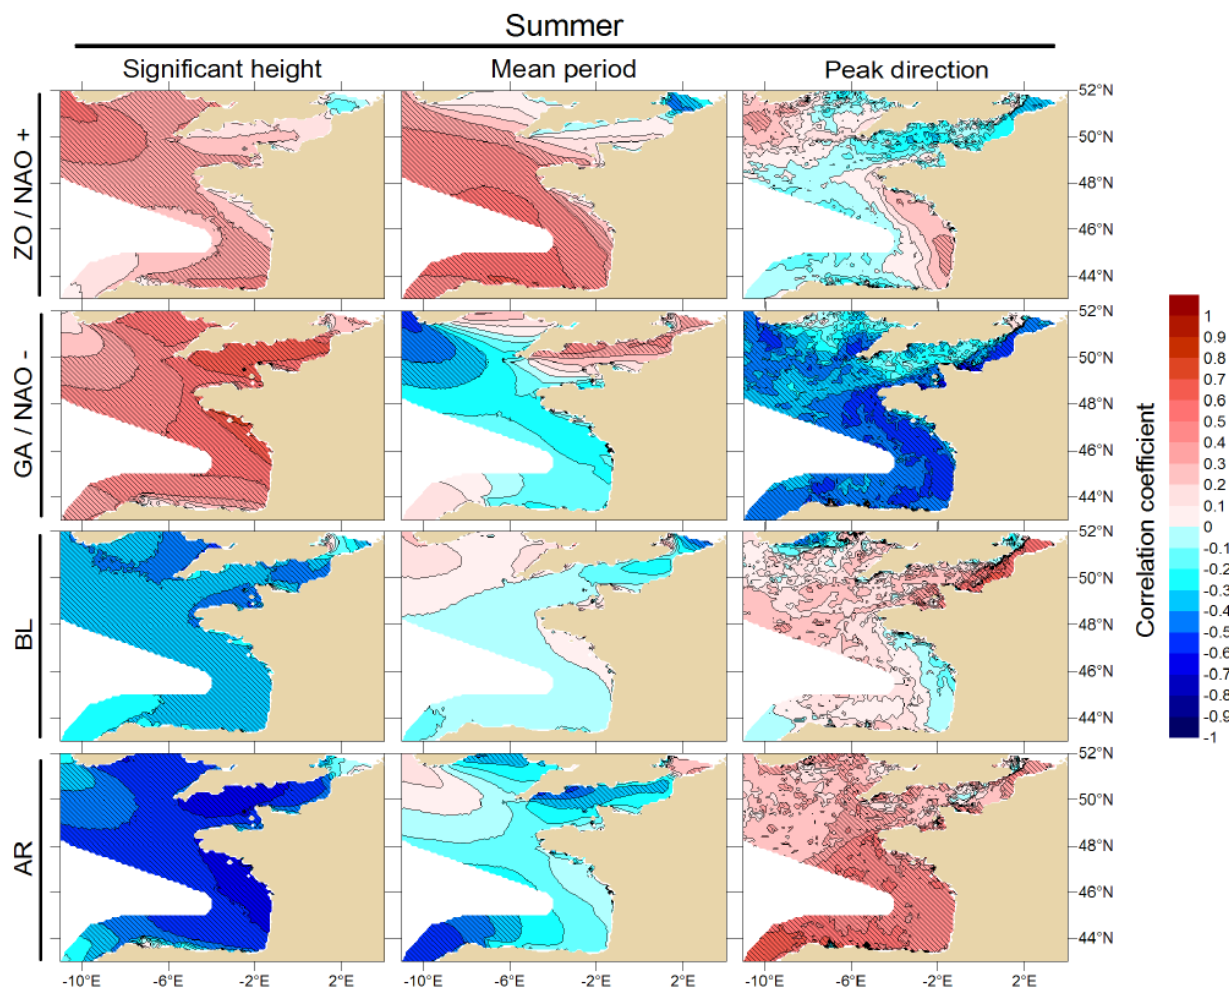 Summer
Significant height
Mean period
Peak direction
ZO / NAO +
52°N
50°N
48°N
46°N
44°N
GA / NAO -
52°N
50°N
48°N
46°N
44°N
BL
52°N
50°N
48°N
46°N
44°N
AR
52°N
50°N
48°N
46°N
44°N
-10°E -6°E -2°E 2°E -10°E -6°E -2°E 2°E -10°E -6°E -2°E 2°E
Correlation coefficient
1
0.9
0.8
0.7
0.6
0.5
0.4
0.3
0.2
0.1
0
-0.1
-0.2
-0.3
-0.4
-0.5
-0.6
-0.7
-0.8
-0.9
-1